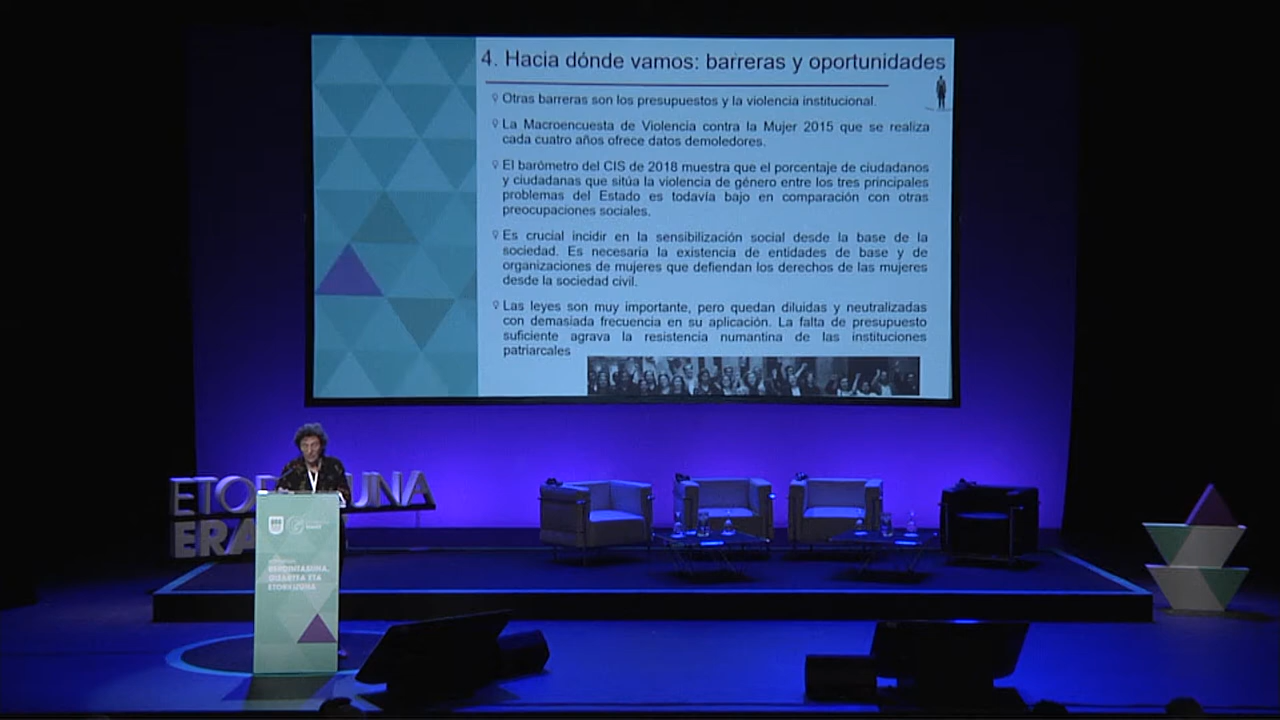 4. Hacia dónde vamos: barreras y oportunidades
Otras barreras son los presupuestos y la violencia institucional.
La Macroencuesta de Violencia contra la Mujer 2015 que se realiza
cada cuatro años ofrece datos demoledores.
El barómetro del CIS de 2018 muestra que el porcentaje de ciudadanos
y ciudadanas que sitúa la violencia de género entre los tres principales
problemas del Estado es todavía bajo en comparación con otras
preocupaciones sociales.
Es crucial incidir en la sensibilización social desde la base de la
sociedad. Es necesaria la existencia de entidades de base y de
organizaciones de mujeres que defiendan los derechos de las mujeres
desde la sociedad civil.
Las leyes son muy importante, pero quedan diluidas y neutralizadas
con demasiada frecuencia en su aplicación. La falta de presupuesto
suficiente agrava la resistencia numantina de las instituciones
patriarcales
ETO UNA
ERA
BERDINTASUNA,
GIZARTEA ETA
ETORKIZUNA